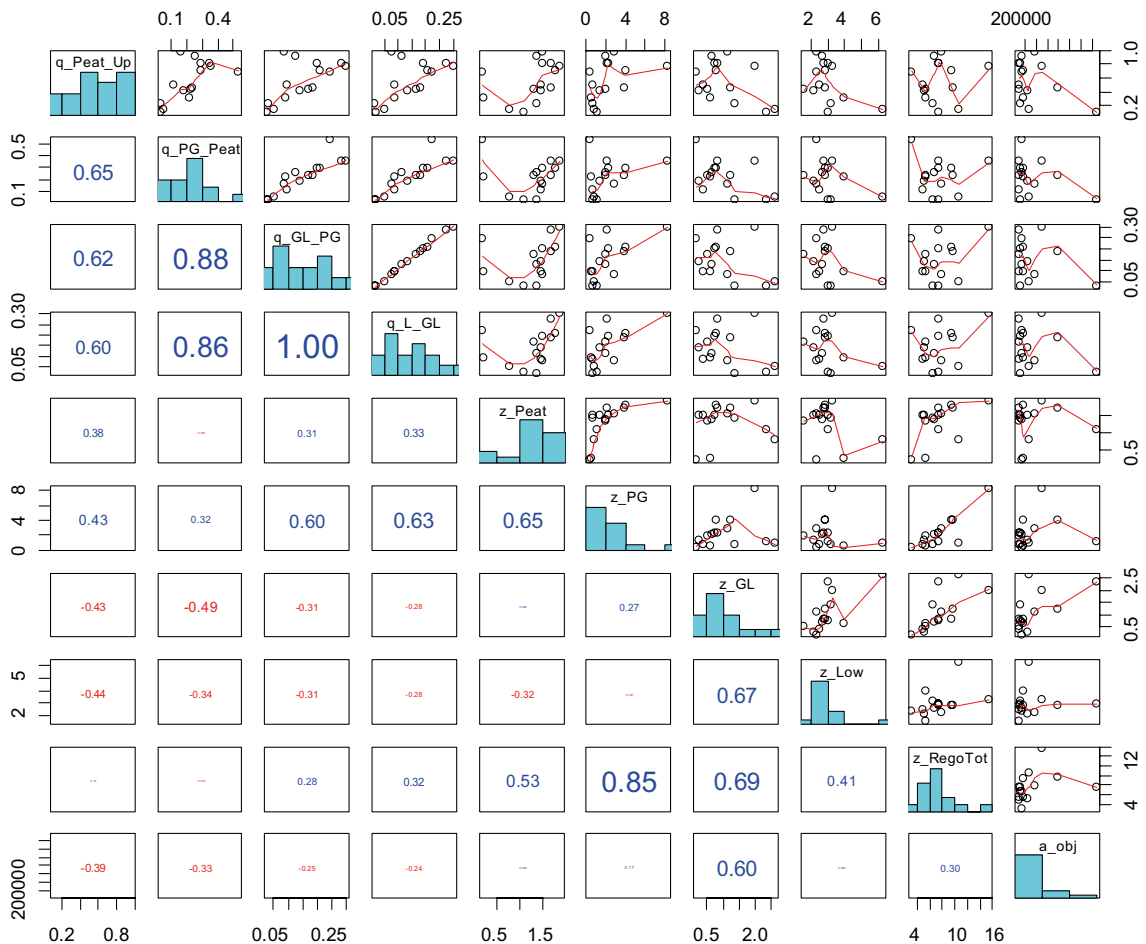 0.1 0.4 0.05 0.25 0 4 8 2 4 6 200000
q_Peat_Up 0.2 1.0
0.1 0.5 0.65 q_PG_Peat
0.62 0.88 q_GL_PG 0.05 0.30
0.05 0.30 0.60 0.86 1.00 q_L_GL
0.38 0.31 0.33 z_Peat 0.5
0 4 8 0.43 0.32 0.60 0.63 0.65 z_PG
-0.43 -0.49 -0.31 -0.28 0.27 z_GL 0.5 2.5
2 5 -0.44 -0.34 -0.31 -0.28 -0.32 0.67 z_Low
0.28 0.32 0.53 0.85 0.69 0.41 z_RegoTot 4 12
200000 -0.39 -0.33 -0.25 -0.24 0.60 0.30 a_obj
0.2 0.8 0.05 0.25 0.5 1.5 0.5 2.0 4 10 16